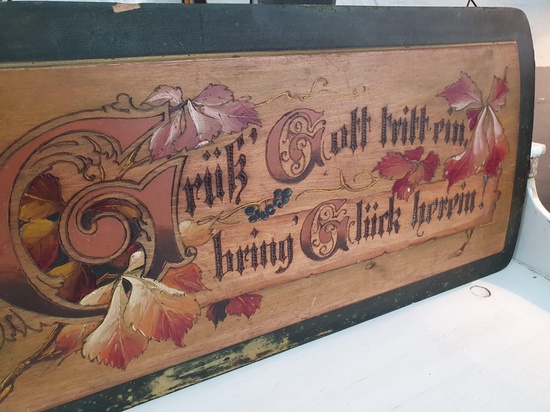 Grüß' Gott tritt ein,
bring' Glück herein!